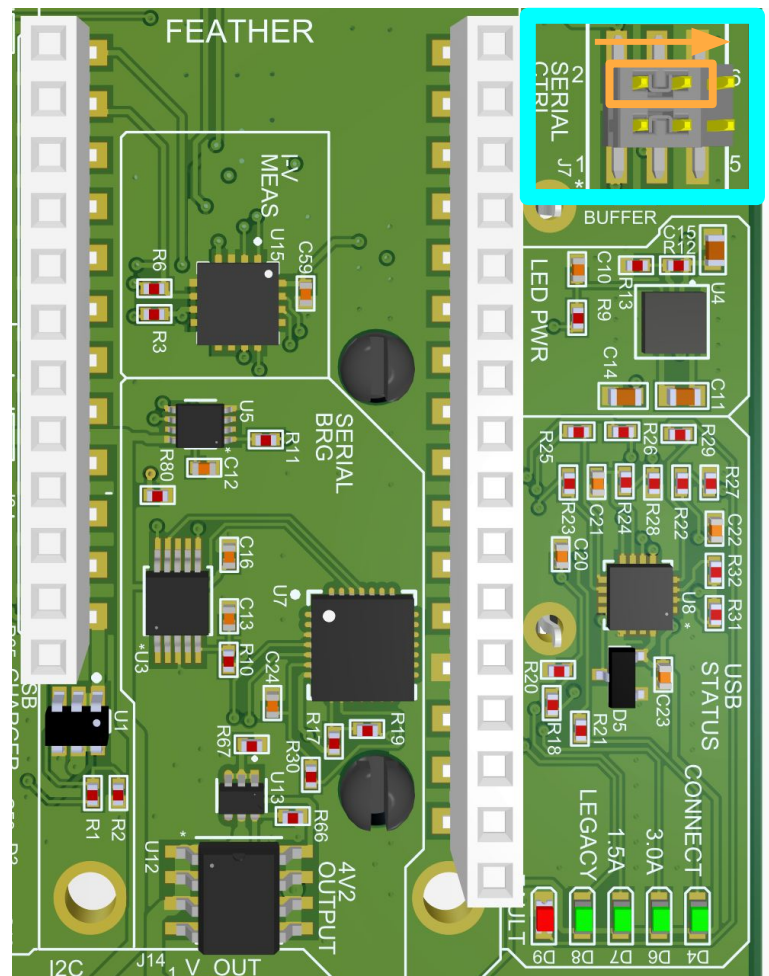 FEATHER
SERIAL
CTRL
2
6
1
5
J7
*
BUFFER
I-V
MEAS
U15
C59
R6
R3
C15
R12
C10
R13
U4
LED PWR
R9
C14
C11
U5
*
R11
C12
R80
SERIAL
BRG
R25
R26
R29
R23
C21
R24
R28
R22
R27
C22
C20
R32
R31
U8
*
C16
C13
R10
*U3
U7
C24
R17
R19
R67
R30
U13
R66
USB
STATUS
R20
R18
R21
D5
C23
U1
R1
R2
U12
*
4V2
OUTPUT
LEGACY
1.5A
3.0A
CONNECT
D9
D8
D7
D6
D4
I2C
J14
1
V OUT